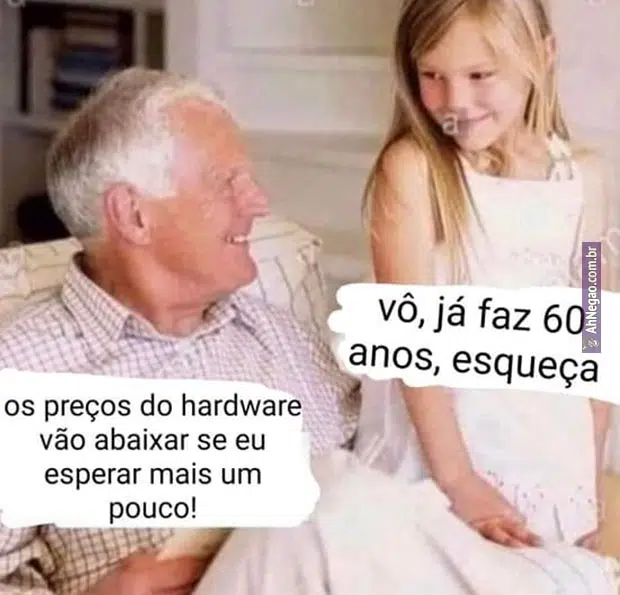 vô, já faz 60
anos, esqueça
os preços do hardware
vão abaixar se eu
esperar mais um
pouco!
AhNegao.com.br